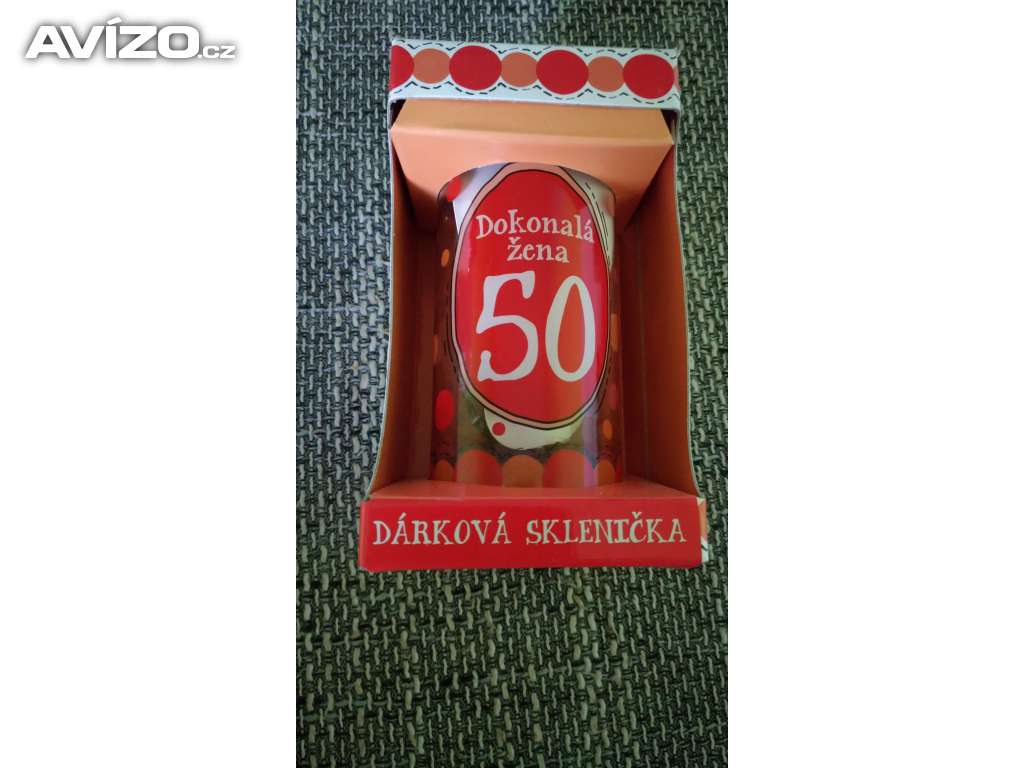 AVÍZO.cz
Dokonalá
žena
50
DÁRKOVÁ SKLENIČKA